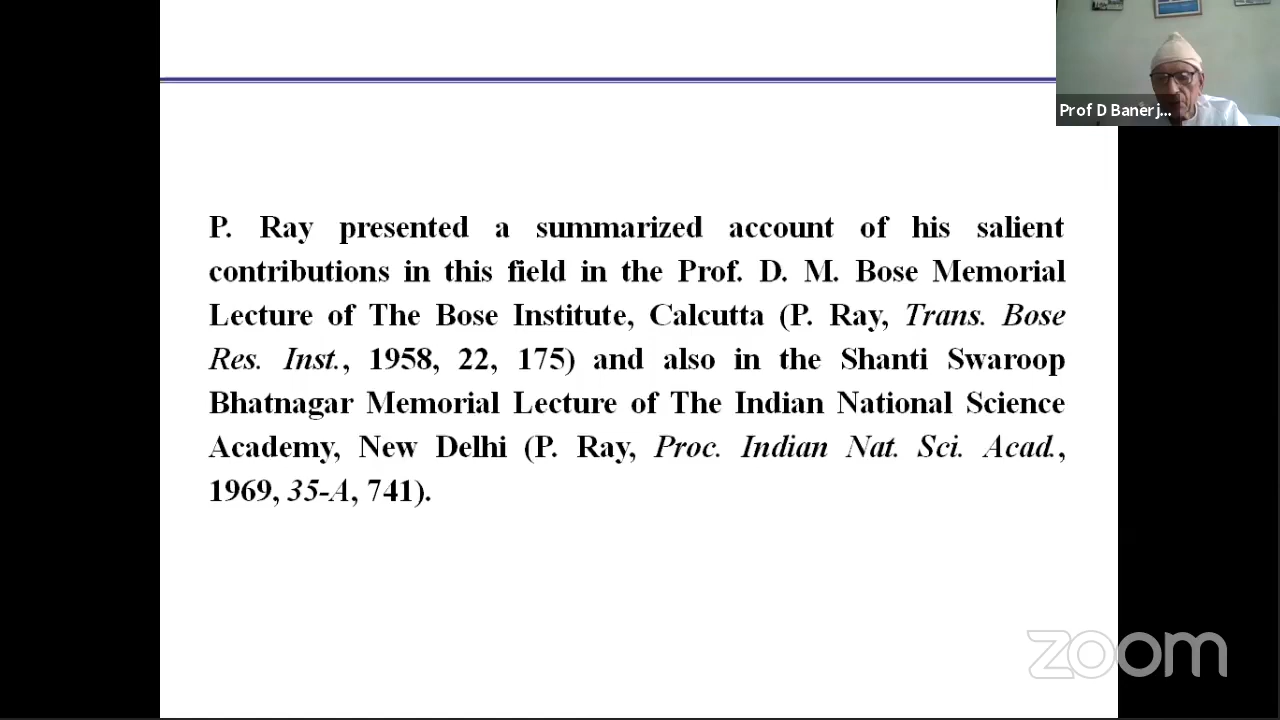 Prof D Banerj...
P. Ray presented a summarized account of his salient
contributions in this field in the Prof. D. M. Bose Memorial
Lecture of The Bose Institute, Calcutta (P. Ray, Trans. Bose
Res. Inst., 1958, 22, 175) and also in the Shanti Swaroop
Bhatnagar Memorial Lecture of The Indian National Science
Academy, New Delhi (P. Ray, Proc. Indian Nat. Sci. Acad.,
1969, 35-A, 741).
zoom